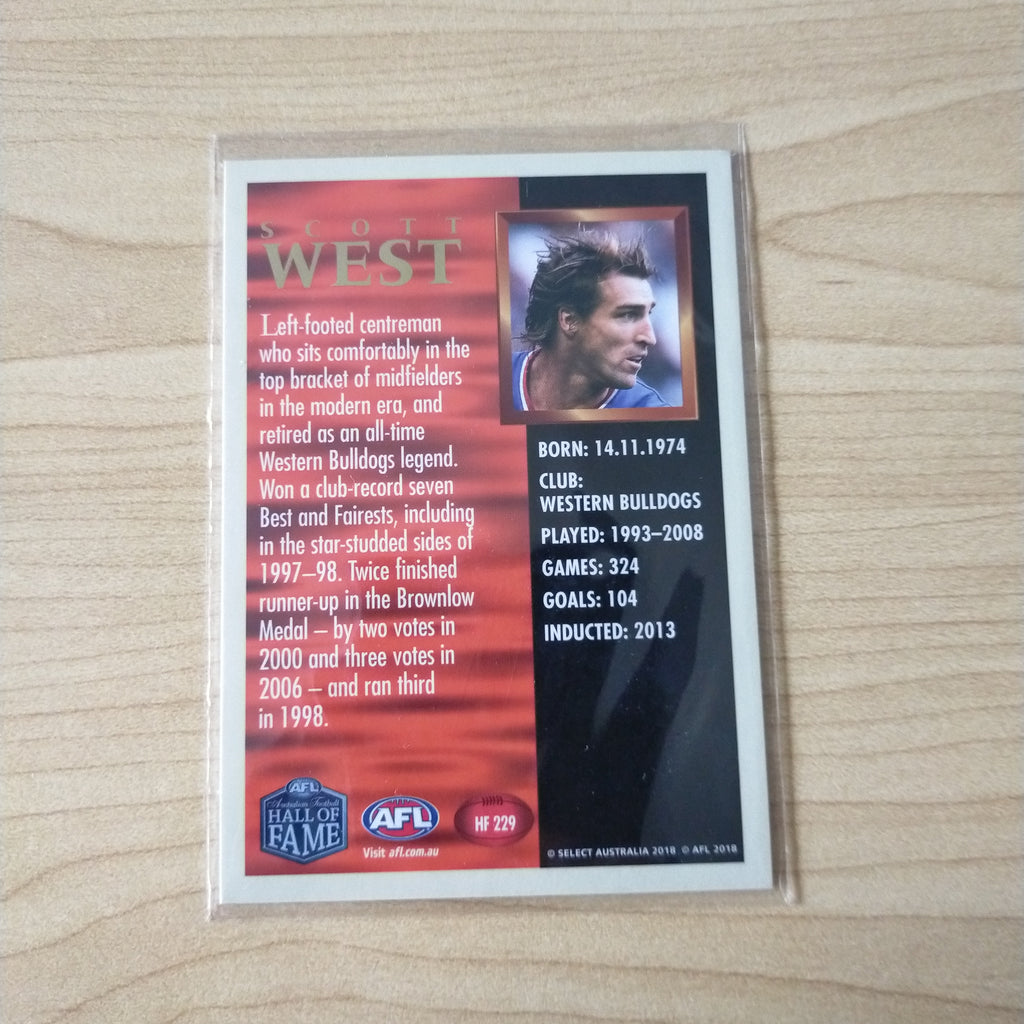 SCOTT
WEST
Left-footed centreman
who sits comfortably in the
top bracket of midfielders
in the modern era, and
retired as an all-time
Western Bulldogs legend.
Won a club-record seven
Best and Fairests, including
in the star-studded sides of
1997–98. Twice finished
runner-up in the Brownlow
Medal – by two votes in
2000 and three votes in
2006 – and ran third
in 1998.
BORN: 14.11.1974
CLUB:
WESTERN BULLDOGS
PLAYED: 1993–2008
GAMES: 324
GOALS: 104
INDUCTED: 2013
AFL
Australian Football
HALL OF
FAME
AFL
Visit afl.com.au
HF 229
© SELECT AUSTRALIA 2018 © AFL 2018